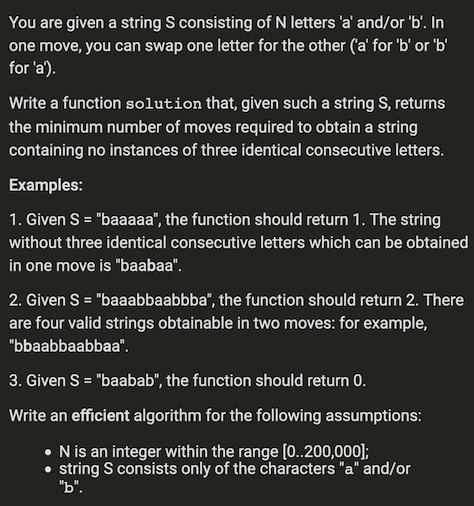 You are given a string S consisting of N letters 'a' and/or 'b'. In
one move, you can swap one letter for the other ('a' for 'b' or 'b'
for 'a').
Write a function solution that, given such a string S, returns
the minimum number of moves required to obtain a string
containing no instances of three identical consecutive letters.
Examples:
1. Given S = "baaaaa", the function should return 1. The string
without three identical consecutive letters which can be obtained
in one move is "baabaa".
2. Given S = "baaabbaabbba", the function should return 2. There
are four valid strings obtainable in two moves: for example,
"bbaabbaabbaa".
3. Given S = "baabab", the function should return 0.
Write an efficient algorithm for the following assumptions:
• N is an integer within the range [0..200,000];
• string S consists only of the characters "a" and/or
"b".